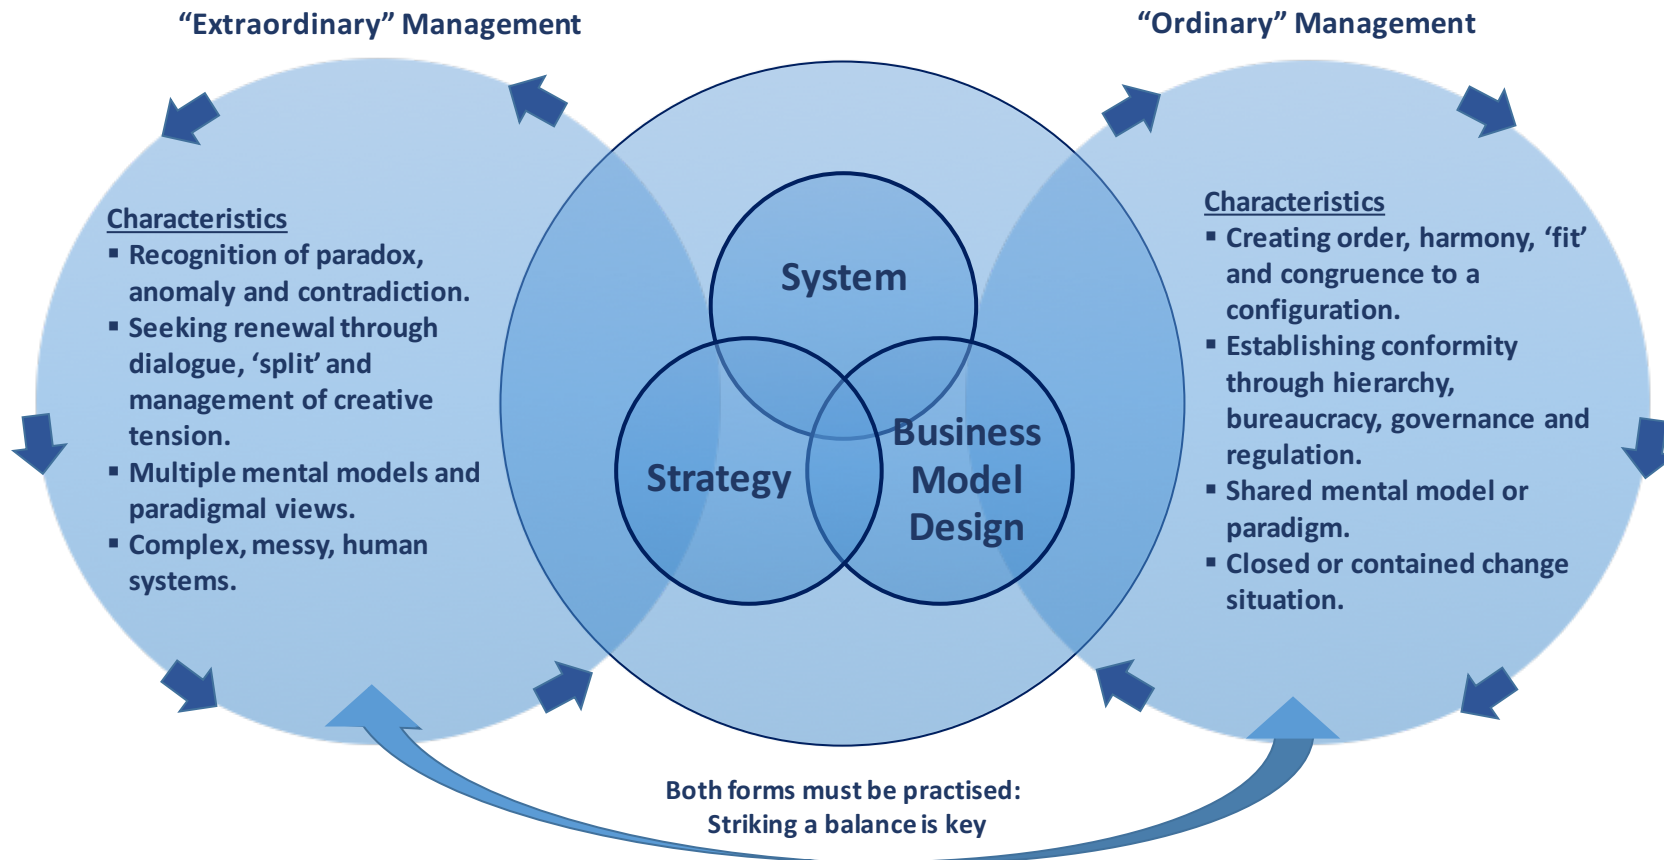 “Extraordinary” Management
“Ordinary” Management
Characteristics
▪ Recognition of paradox,
anomaly and contradiction.
▪ Seeking renewal through
dialogue, ‘split’ and
management of creative
tension.
▪ Multiple mental models and
paradigmal views.
▪ Complex, messy, human
systems.
System
Strategy
Business
Model
Design
Characteristics
▪ Creating order, harmony, ‘fit’
and congruence to a
configuration.
▪ Establishing conformity
through hierarchy,
bureaucracy, governance and
regulation.
▪ Shared mental model or
paradigm.
▪ Closed or contained change
situation.
Both forms must be practised:
Striking a balance is key